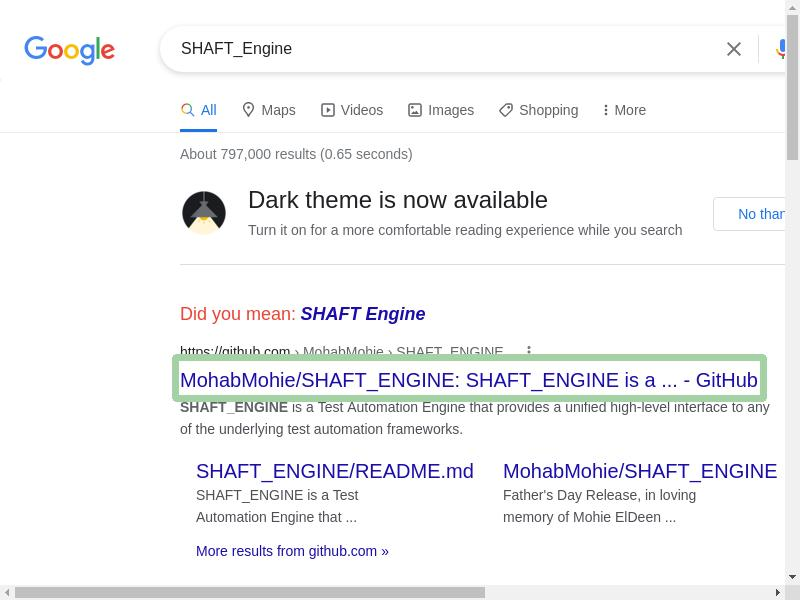 Google
SHAFT_Engine
All Maps Videos Images Shopping More
About 797,000 results (0.65 seconds)
Dark theme is now available
Turn it on for a more comfortable reading experience while you search
No than
Did you mean: SHAFT Engine
https://github.com › MohabMohie › SHAFT_ENGINE
MohabMohie/SHAFT_ENGINE: SHAFT_ENGINE is a ... - GitHub
SHAFT_ENGINE is a Test Automation Engine that provides a unified high-level interface to any
of the underlying test automation frameworks.
SHAFT_ENGINE/README.md
SHAFT_ENGINE is a Test
Automation Engine that ...
MohabMohie/SHAFT_ENGINE
Father's Day Release, in loving
memory of Mohie ElDeen ...
More results from github.com »